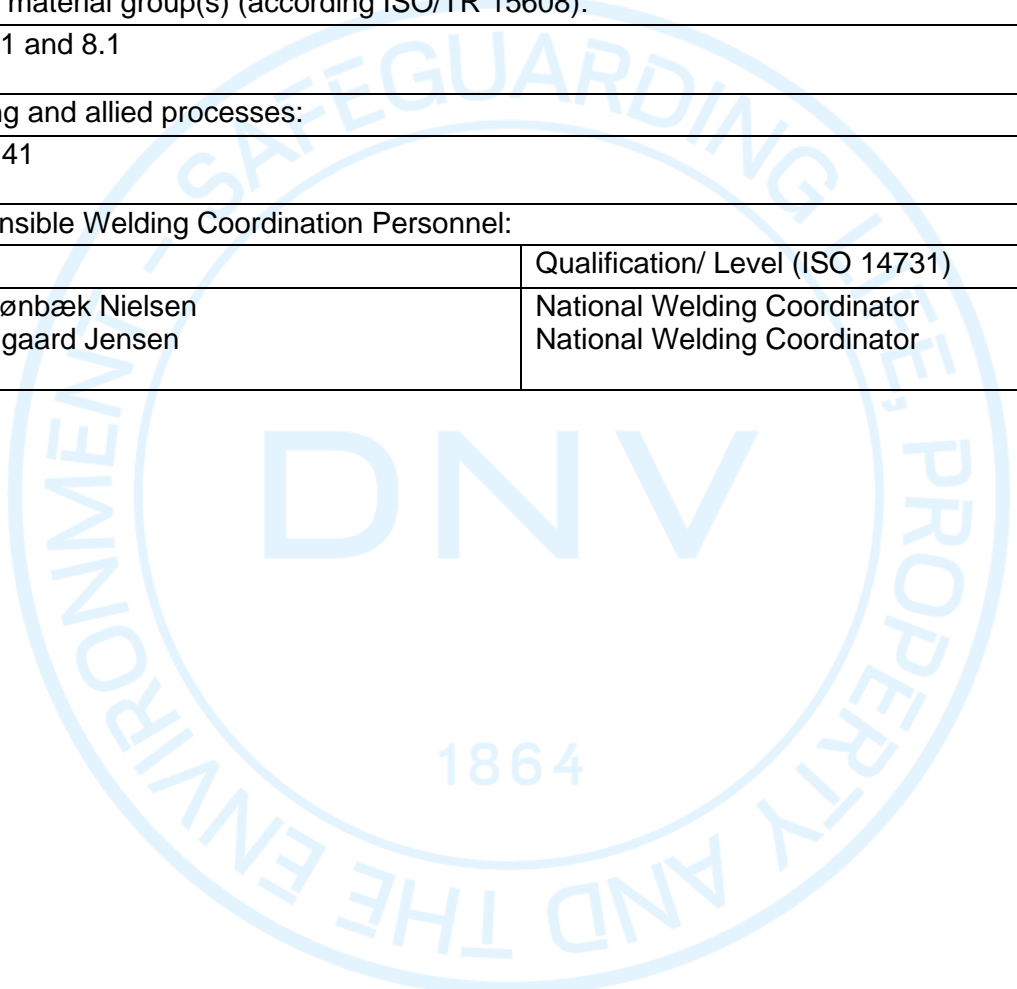 material group(s) (according ISO/TR 15608):
1 and 8.1
ng and allied processes:
41
nsible Welding Coordination Personnel:
Qualification/ Level (ISO 14731)
ønbæk Nielsen National Welding Coordinator
gaard Jensen National Welding Coordinator
SAFEGUARDING LIFE, PROPERTY AND THE ENVIRONMENT
DNV
1864